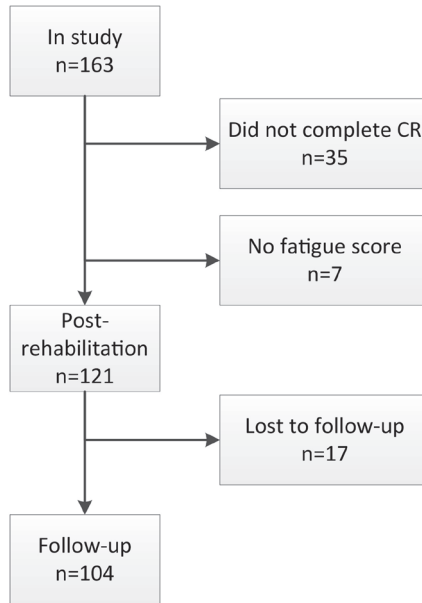 In study
n=163
Did not complete CR
n=35
No fatigue score
n=7
Post-
rehabilitation
n=121
Lost to follow-up
n=17
Follow-up
n=104